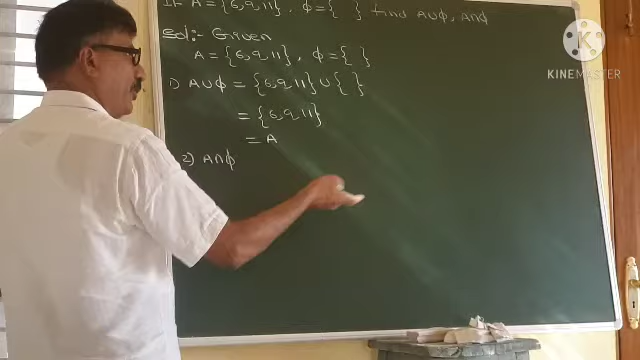 If A = {6, 9, 11}, ϕ = { } find A∪ϕ, A∩ϕ
Sol:- Given
A = {6, 9, 11}, ϕ = { }
1) A∪ϕ = {6, 9, 11} ∪ { }
= {6, 9, 11}
= A
2) A∩ϕ
KINEMASTER